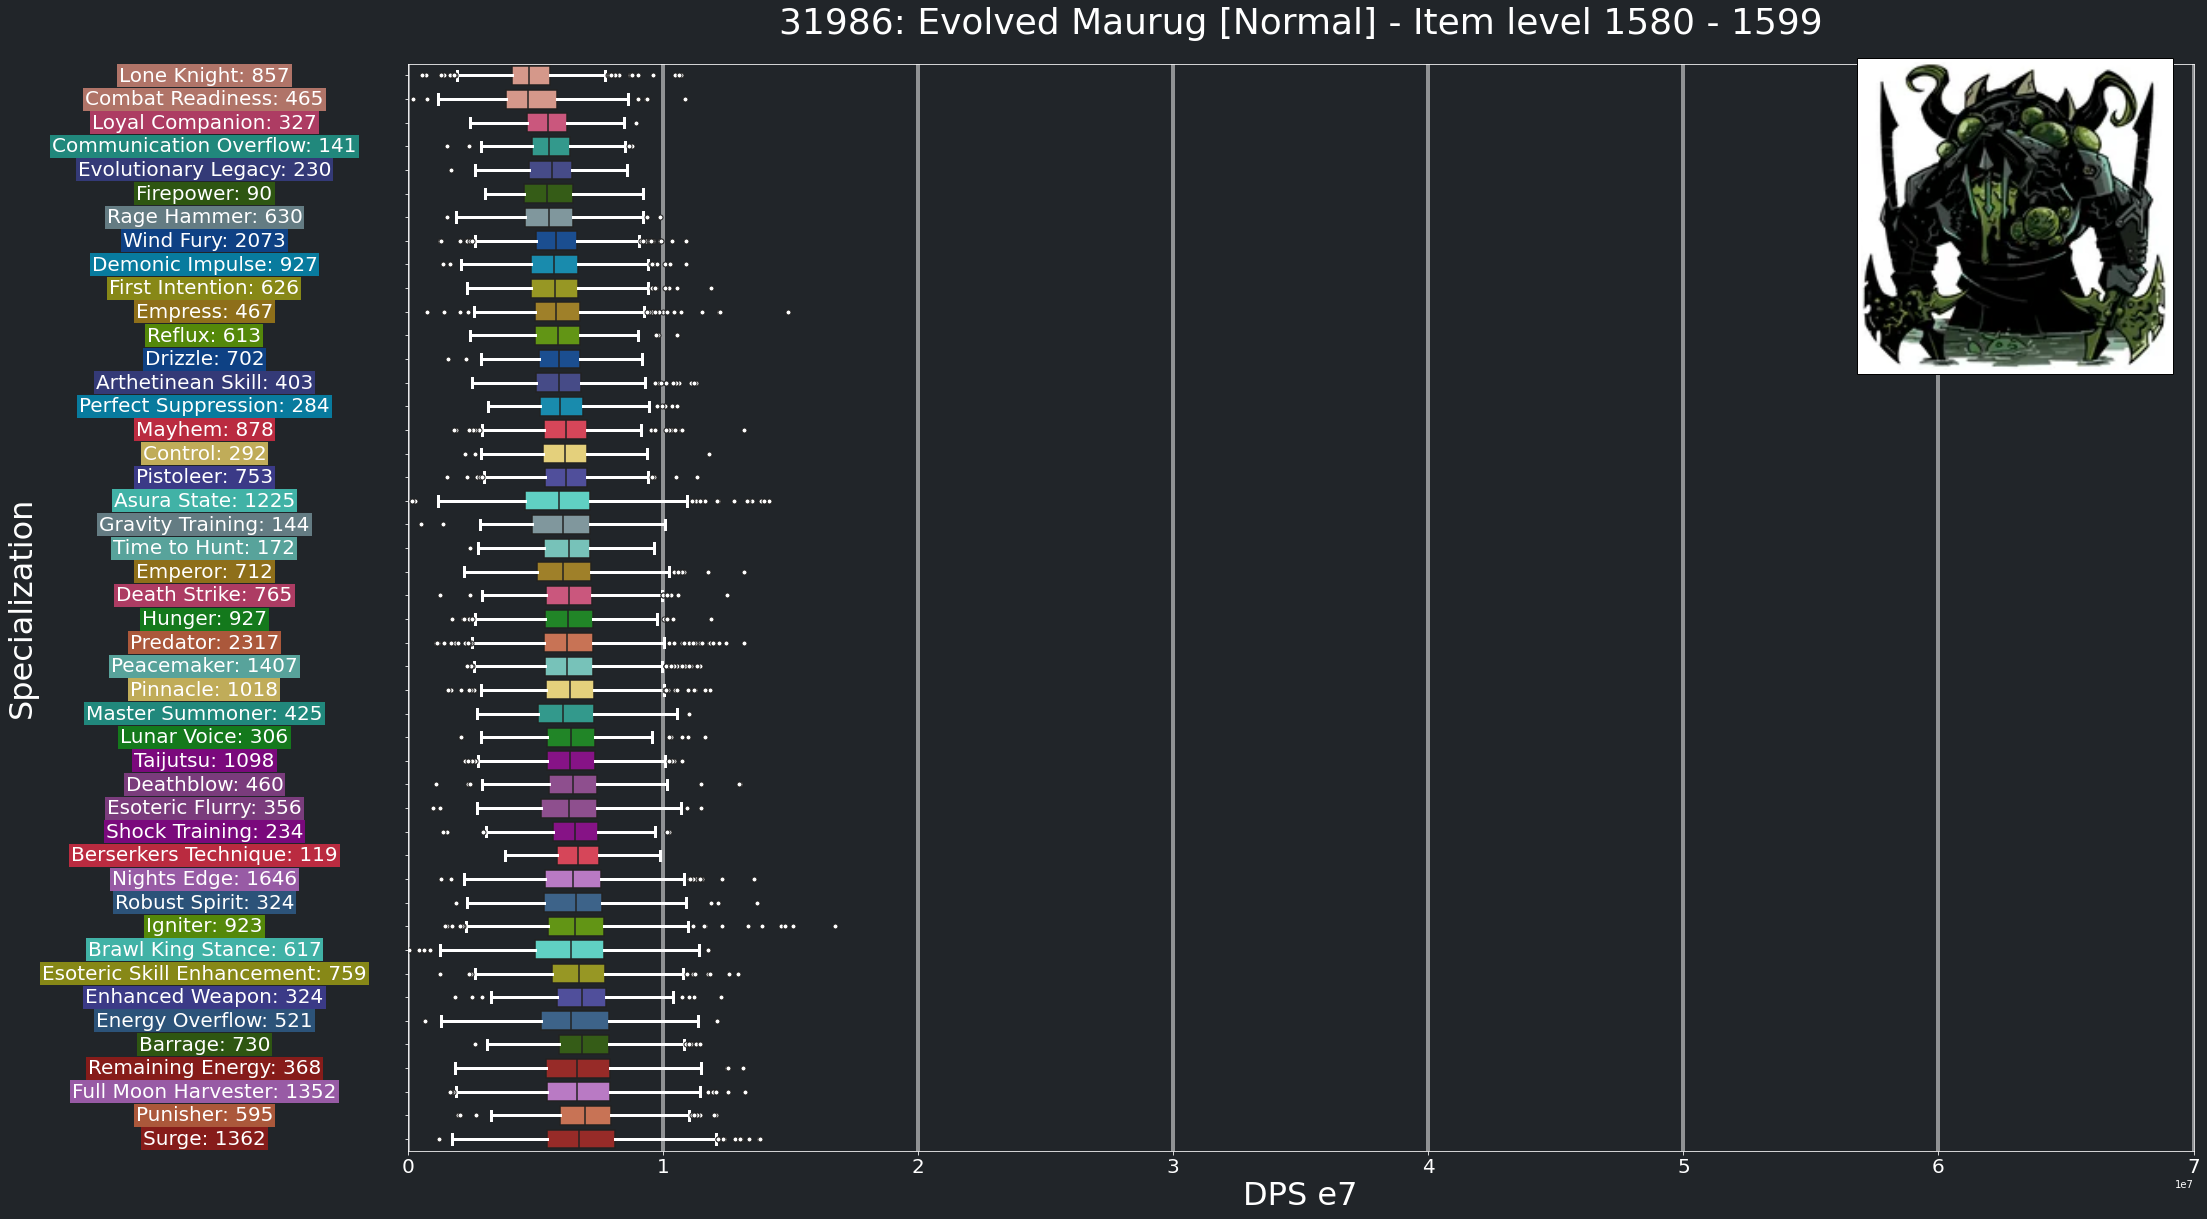 31986: Evolved Maurug [Normal] - Item level 1580 - 1599
Lone Knight: 857
Combat Readiness: 465
Loyal Companion: 327
Communication Overflow: 141
Evolutionary Legacy: 230
Firepower: 90
Rage Hammer: 630
Wind Fury: 2073
Demonic Impulse: 927
First Intention: 626
Empress: 467
Reflux: 613
Drizzle: 702
Arthetinean Skill: 403
Perfect Suppression: 284
Mayhem: 878
Control: 292
Pistoleer: 753
Asura State: 1225
Gravity Training: 144
Time to Hunt: 172
Emperor: 712
Death Strike: 765
Hunger: 927
Predator: 2317
Peacemaker: 1407
Pinnacle: 1018
Master Summoner: 425
Lunar Voice: 306
Taijutsu: 1098
Deathblow: 460
Esoteric Flurry: 356
Shock Training: 234
Berserkers Technique: 119
Nights Edge: 1646
Robust Spirit: 324
Igniter: 923
Brawl King Stance: 617
Esoteric Skill Enhancement: 759
Enhanced Weapon: 324
Energy Overflow: 521
Barrage: 730
Remaining Energy: 368
Full Moon Harvester: 1352
Punisher: 595
Surge: 1362
Specialization
0 1 2 3 4 5 6 7
DPS e7
1e7